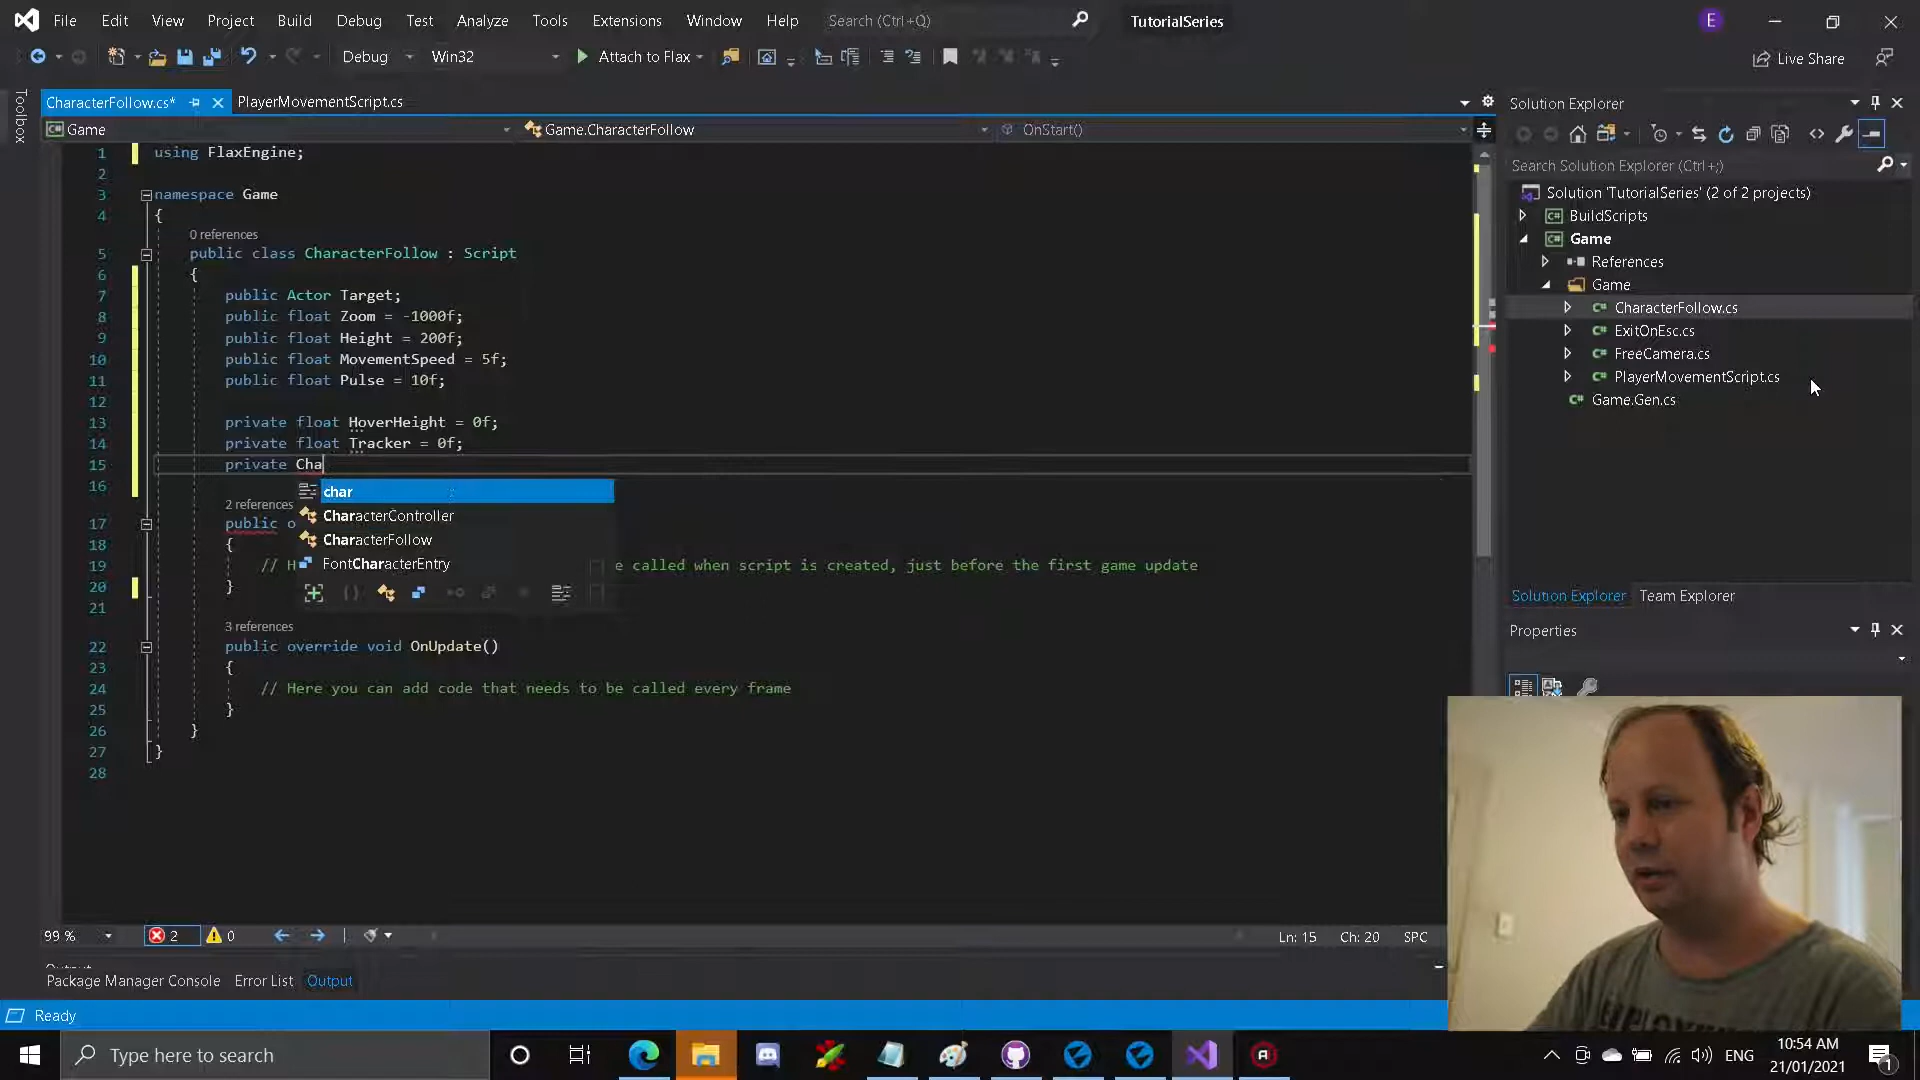 File Edit View Project Build Debug Test Analyze Tools Extensions Window Help Search (Ctrl+Q) TutorialSeries E
Debug Win32 Attach to Flax Live Share
Toolbox
CharacterFollow.cs* PlayerMovementScript.cs
Game Game.CharacterFollow OnStart()
1 using FlaxEngine;
2
3 namespace Game
4 {
0 references
5 public class CharacterFollow : Script
6 {
7 public Actor Target;
8 public float Zoom = -1000f;
9 public float Height = 200f;
10 public float MovementSpeed = 5f;
11 public float Pulse = 10f;
12
13 private float HoverHeight = 0f;
14 private float Tracker = 0f;
15 private Cha
16
char
CharacterController
CharacterFollow
FontCharacterEntry
2 references
17 public o
18 {
19 // H e called when script is created, just before the first game update
20 }
21
3 references
22 public override void OnUpdate()
23 {
24 // Here you can add code that needs to be called every frame
25 }
26 }
27 }
28
99 % 2 0 Ln: 15 Ch: 20 SPC
Package Manager Console Error List Output
Ready
Solution Explorer
Search Solution Explorer (Ctrl+;)
Solution 'TutorialSeries' (2 of 2 projects)
BuildScripts
Game
References
Game
CharacterFollow.cs
ExitOnEsc.cs
FreeCamera.cs
PlayerMovementScript.cs
Game.Gen.cs
Solution Explorer Team Explorer
Properties
Type here to search
ENG 10:54 AM
21/01/2021
1